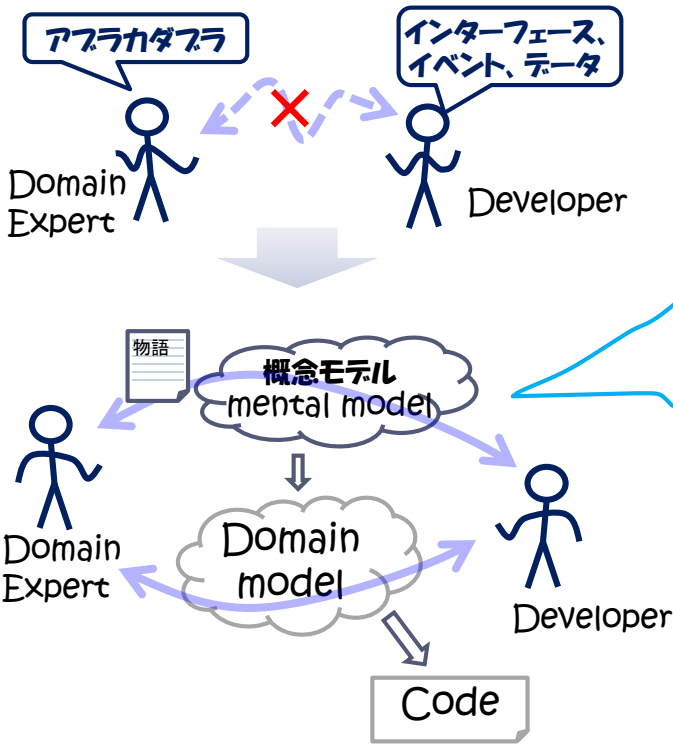 アブラカダブラ
インターフェース、
イベント、データ
Domain
Expert
Developer
物語
概念モデル
mental model
Domain
Expert
Domain
model
Developer
Code